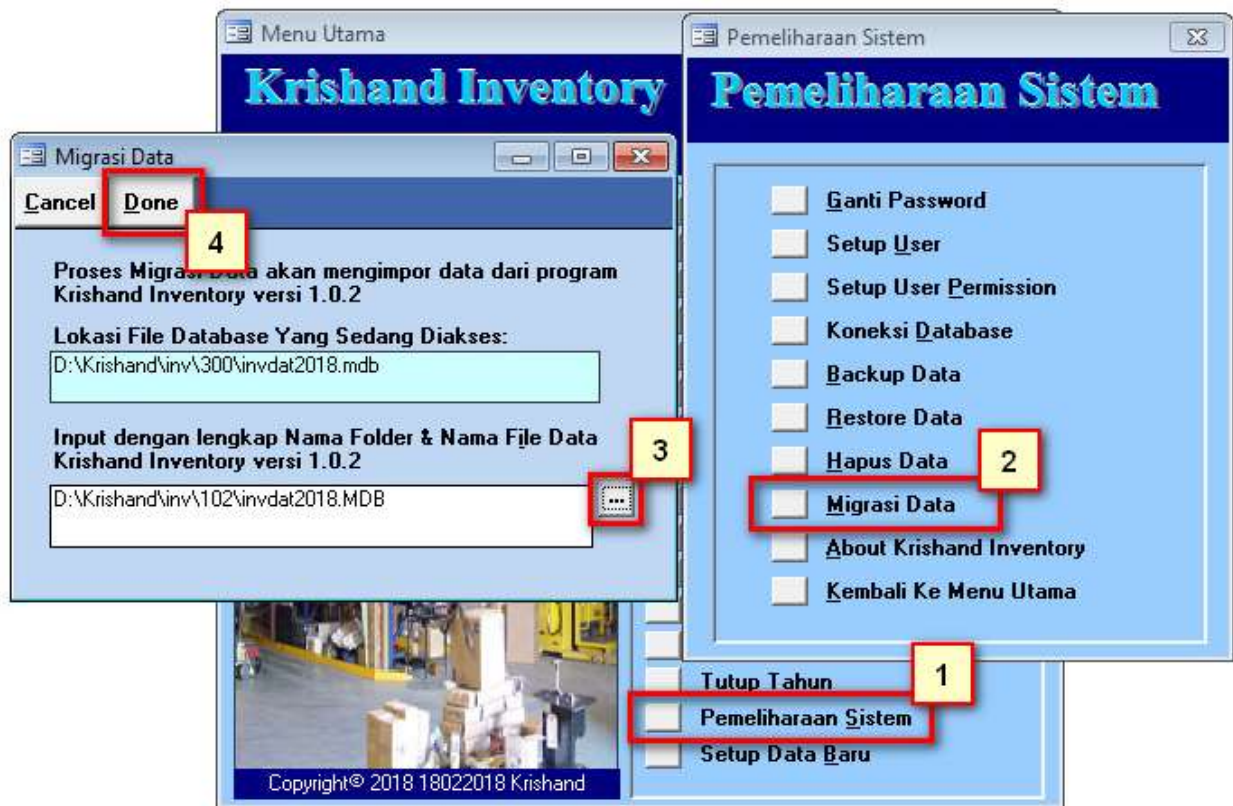 Menu Utama
Krishand Inventory
Pemeliharaan Sistem
Pemeliharaan Sistem
Migrasi Data
Cancel Done
4
Proses Migrasi Data akan mengimpor data dari program
Krishand Inventory versi 1.0.2
Lokasi File Database Yang Sedang Diakses:
D:\Krishand\inv\300\invdat2018.mdb
Input dengan lengkap Nama Folder & Nama File Data
Krishand Inventory versi 1.0.2
3
D:\Krishand\inv\102\invdat2018.MDB
...
Ganti Password
Setup User
Setup User Permission
Koneksi Database
Backup Data
Restore Data
Hapus Data
2
Migrasi Data
About Krishand Inventory
Kembali Ke Menu Utama
Tutup Tahun
1
Pemeliharaan Sistem
Setup Data Baru
Copyright© 2018 18022018 Krishand